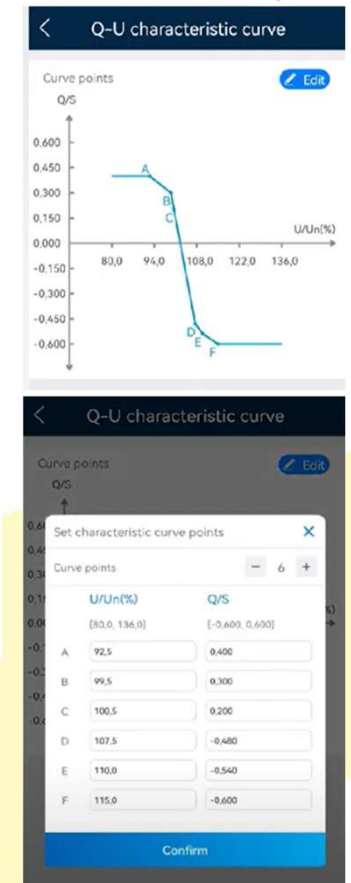 Q-U characteristic curve
Curve points
Edit
Q/S
0,600
0,450
0,300
0,150
0,000
-0,150
-0,300
-0,450
-0,600
A
B
C
D
E
F
U/Un(%)
80,0 94,0 108,0 122,0 136,0
Q-U characteristic curve
Curve points
Edit
Q/S
Set characteristic curve points
Curve points - 6 +
U/Un(%) Q/S
[80,0, 136,0] [-0,600, 0,600]
A 92,5 0,400
B 99,5 0,300
C 100,5 0,200
D 107,5 -0,480
E 110,0 -0,540
F 115,0 -0,600
Confirm